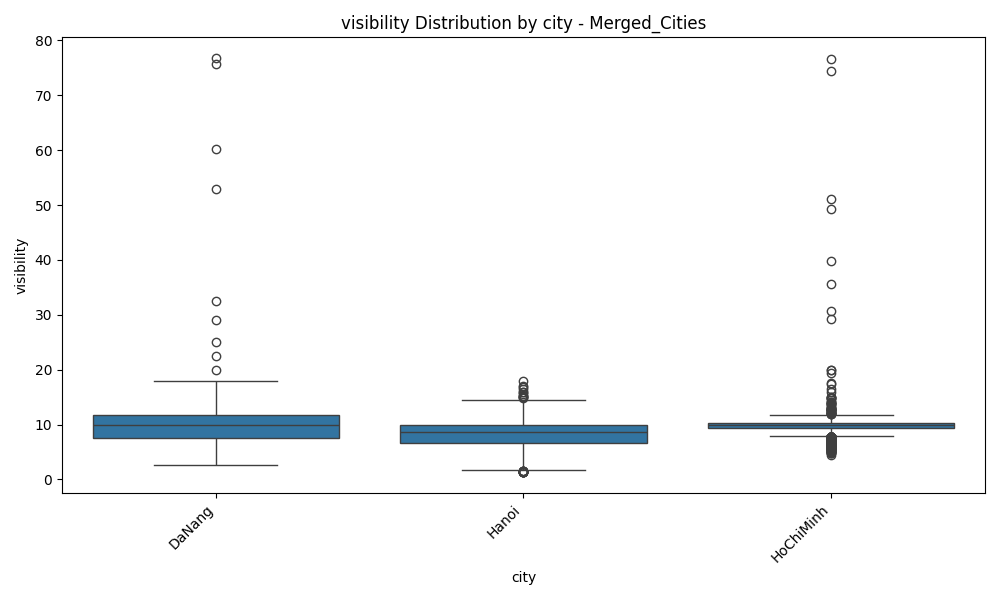 visibility Distribution by city - Merged_Cities
80
70
60
50
40
30
20
10
0
visibility
DaNang
Hanoi
HoChiMinh
city